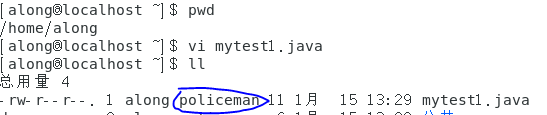 [along@localhost ~]$ pwd
/home/along
[along@localhost ~]$ vi mytest1.java
[along@localhost ~]$ ll
总用量 4
-rw-r--r--. 1 along policeman 11 1月  15 13:29 mytest1.java